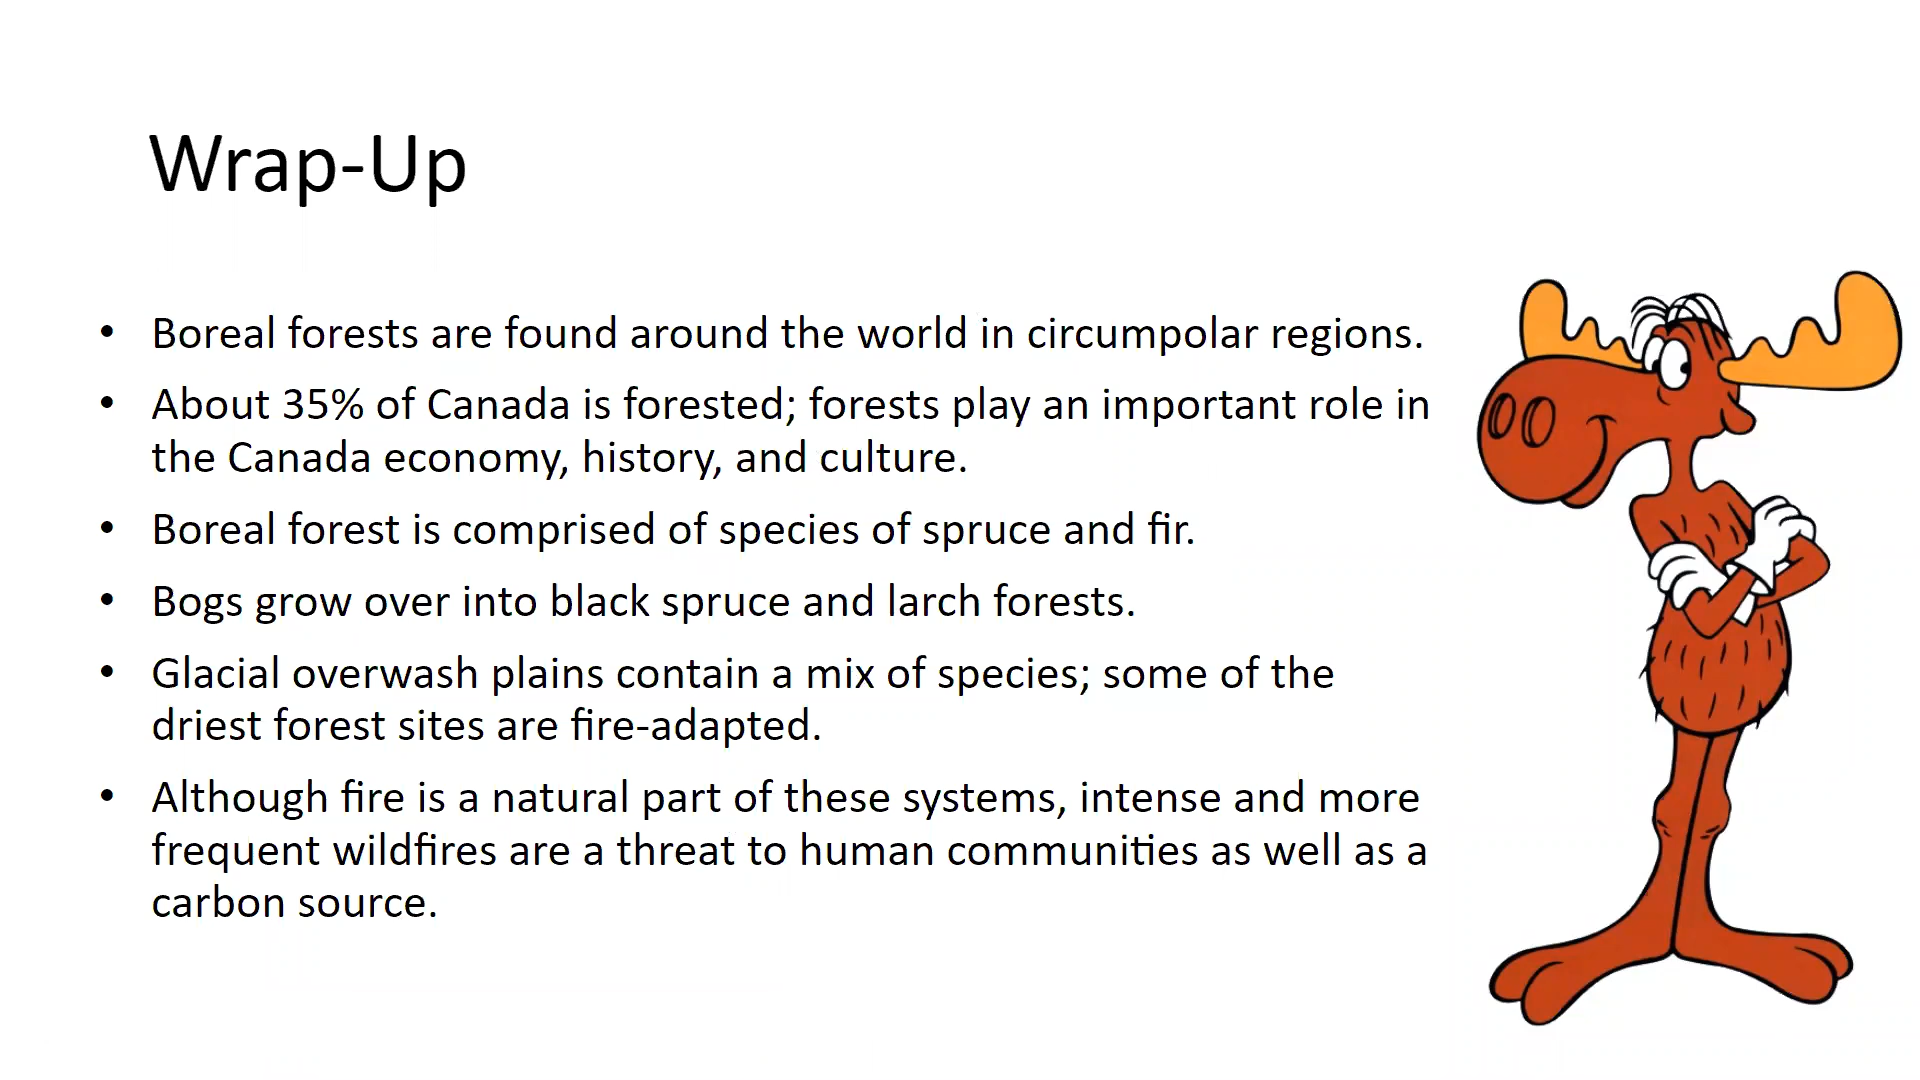 Wrap-Up
• Boreal forests are found around the world in circumpolar regions.
• About 35% of Canada is forested; forests play an important role in
the Canada economy, history, and culture.
• Boreal forest is comprised of species of spruce and fir.
• Bogs grow over into black spruce and larch forests.
• Glacial overwash plains contain a mix of species; some of the
driest forest sites are fire-adapted.
• Although fire is a natural part of these systems, intense and more
frequent wildfires are a threat to human communities as well as a
carbon source.